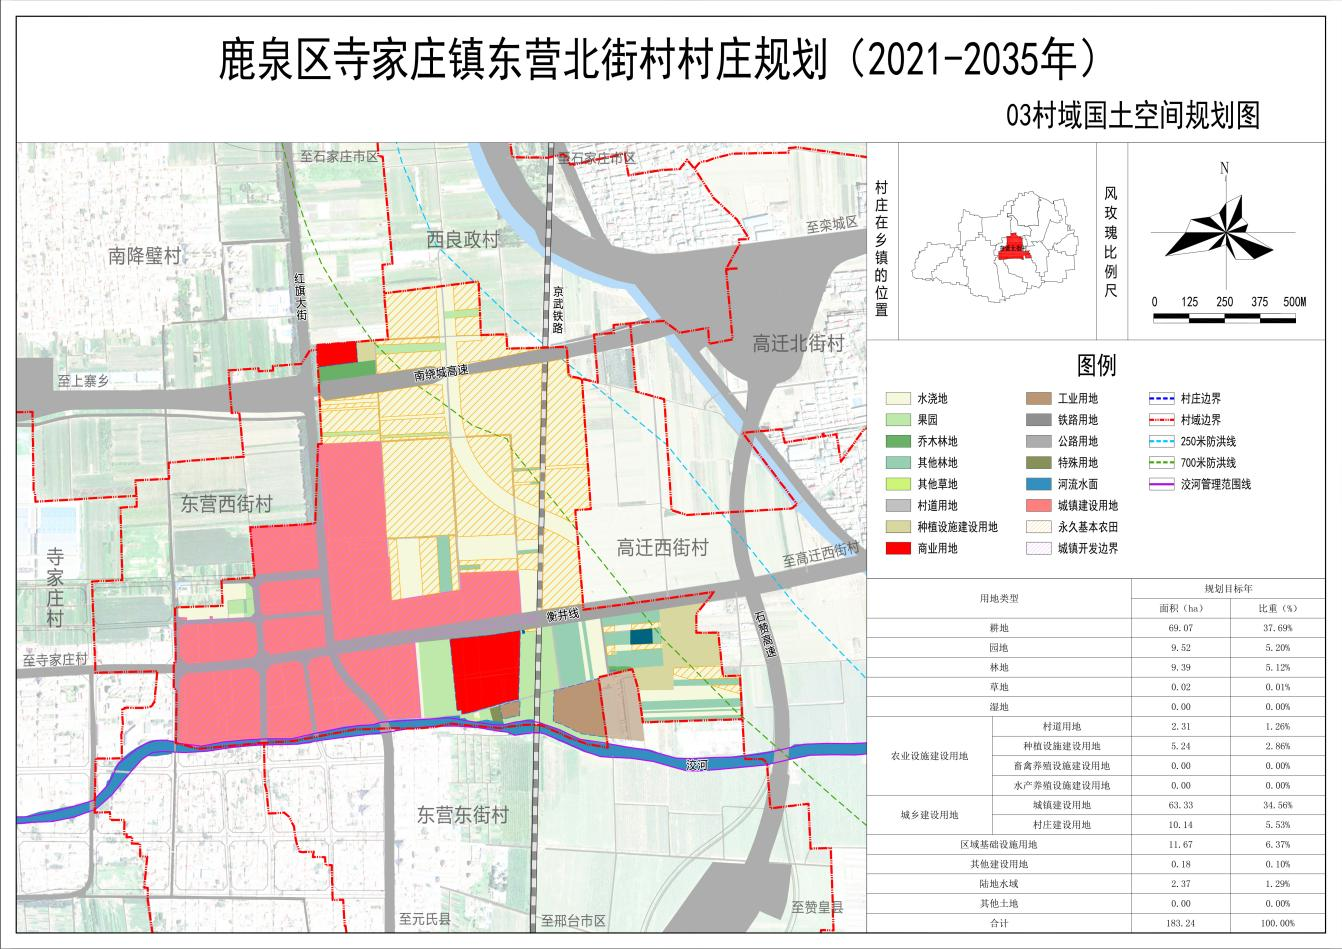 鹿泉区寺家庄镇东营北街村村庄规划（2021-2035年）
03村域国土空间规划图
至石家庄市区
至石家庄市区
至栾城区
南降壁村
西良政村
红旗大街
京武铁路
高迁北街村
至上寨乡
南绕城高速
东营西街村
寺家庄村
高迁西街村
至高迁西街村
衡井线
石赞高速
至寺家庄村
洨河
东营东街村
至元氏县
至邢台市区
至赞皇县
村庄在乡镇的位置
风玫瑰比例尺
N
0 125 250 375 500M
图例
水浇地 工业用地 村庄边界
果园 铁路用地 村域边界
乔木林地 公路用地 250米防洪线
其他林地 特殊用地 700米防洪线
其他草地 河流水面 洨河管理范围线
村道用地 城镇建设用地
种植设施建设用地 永久基本农田
商业用地 城镇开发边界
用地类型 规划目标年
面积（ha） 比重（%）
耕地 69.07 37.69%
园地 9.52 5.20%
林地 9.39 5.12%
草地 0.02 0.01%
湿地 0.00 0.00%
农业设施建设用地 村道用地 2.31 1.26%
种植设施建设用地 5.24 2.86%
畜禽养殖设施建设用地 0.00 0.00%
水产养殖设施建设用地 0.00 0.00%
城乡建设用地 城镇建设用地 63.33 34.56%
村庄建设用地 10.14 5.53%
区域基础设施用地 11.67 6.37%
其他建设用地 0.18 0.10%
陆地水域 2.37 1.29%
其他土地 0.00 0.00%
合计 183.24 100.00%